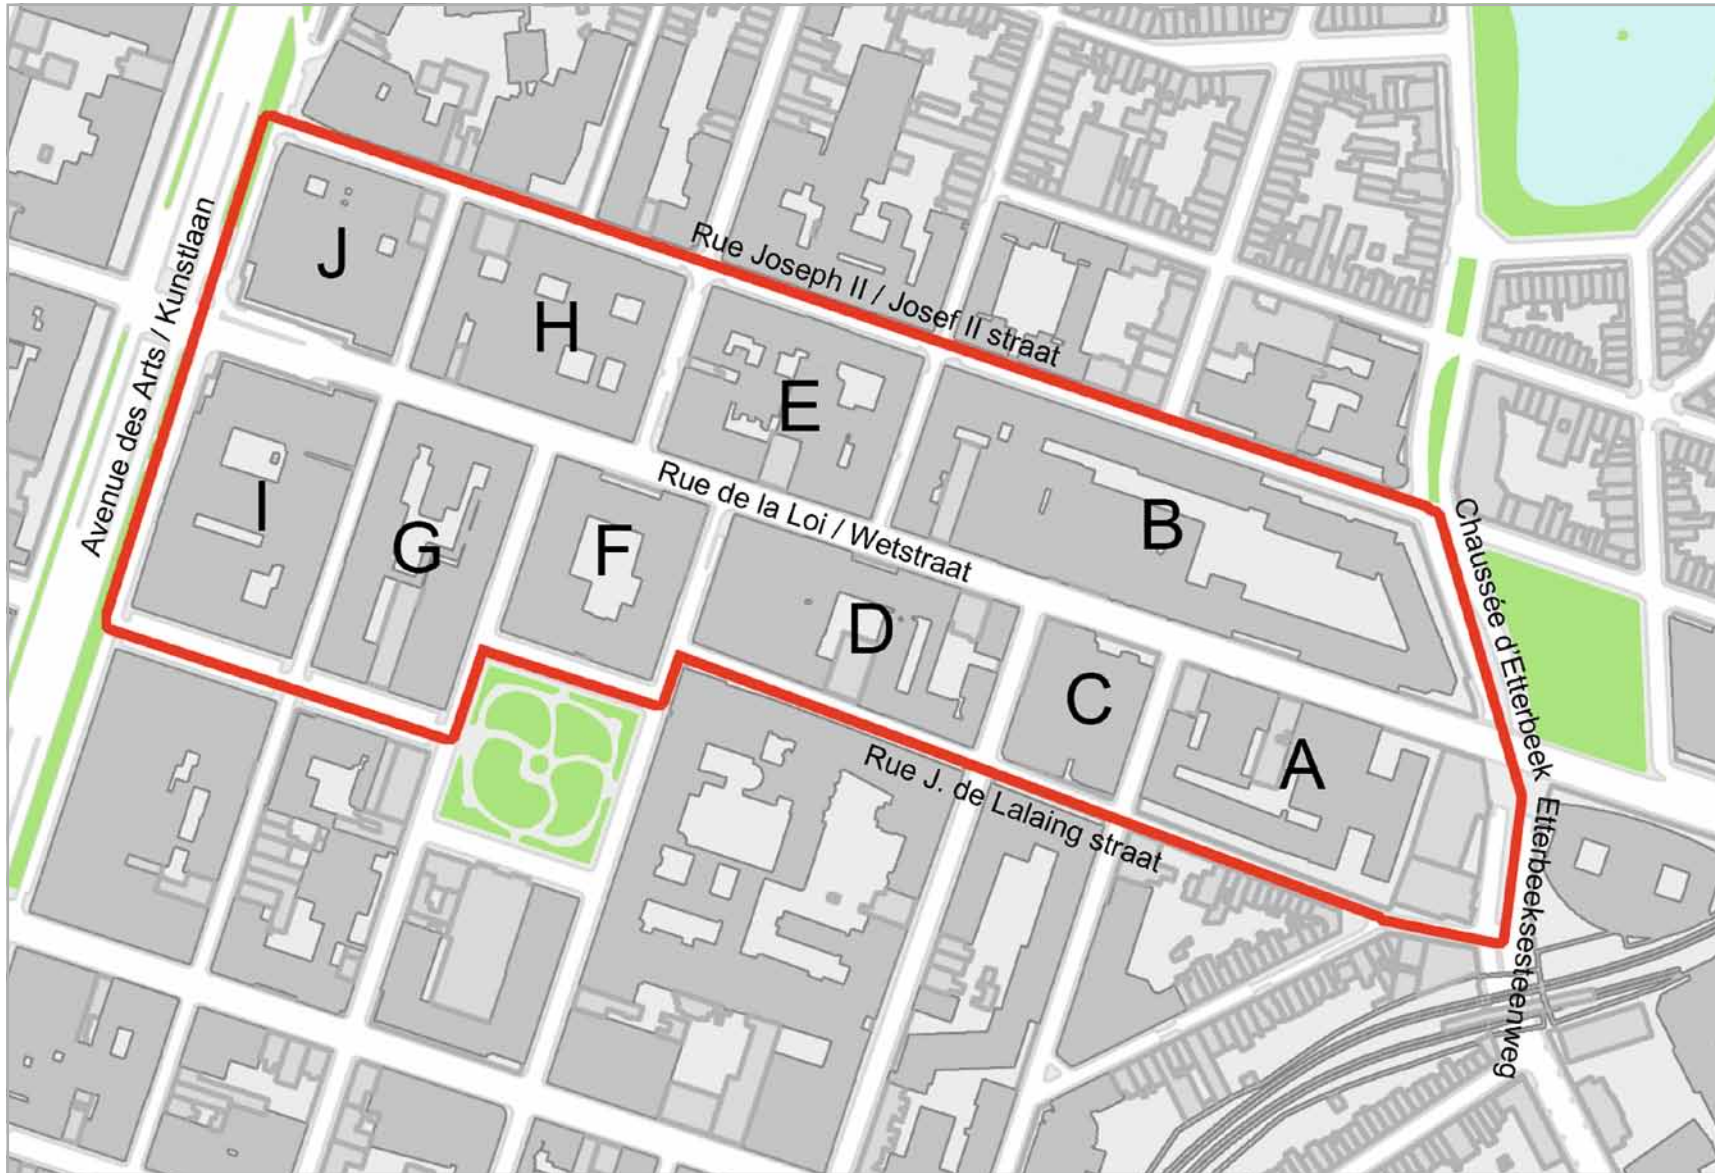 J
H
E
B
I
G
F
D
C
A
Avenue des Arts / Kunstlaan
Rue Joseph II / Josef II straat
Rue de la Loi / Wetstraat
Rue J. de Lalaing straat
Chaussée d'Etterbeek Etterbeeksesteenweg